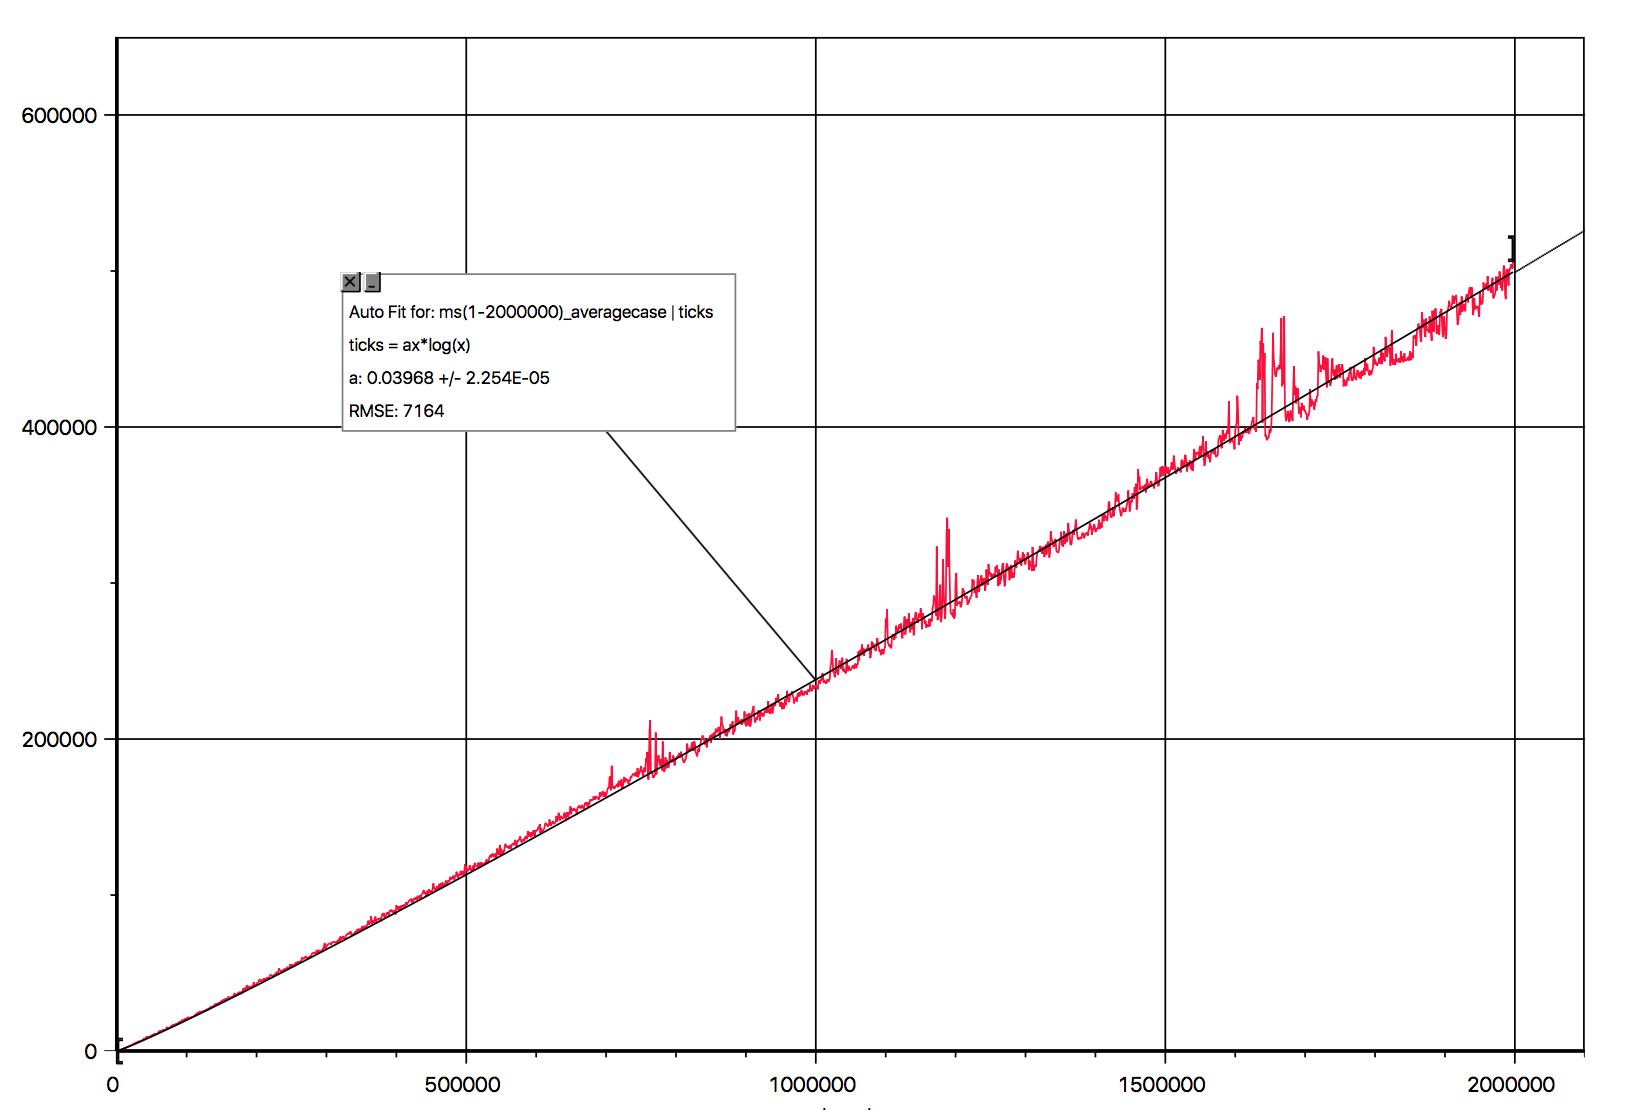 600000
Auto Fit for: ms(1-2000000)_averagecase | ticks
ticks = ax*log(x)
a: 0.03968 +/- 2.254E-05
RMSE: 7164
400000
200000
0
0 500000 1000000 1500000 2000000